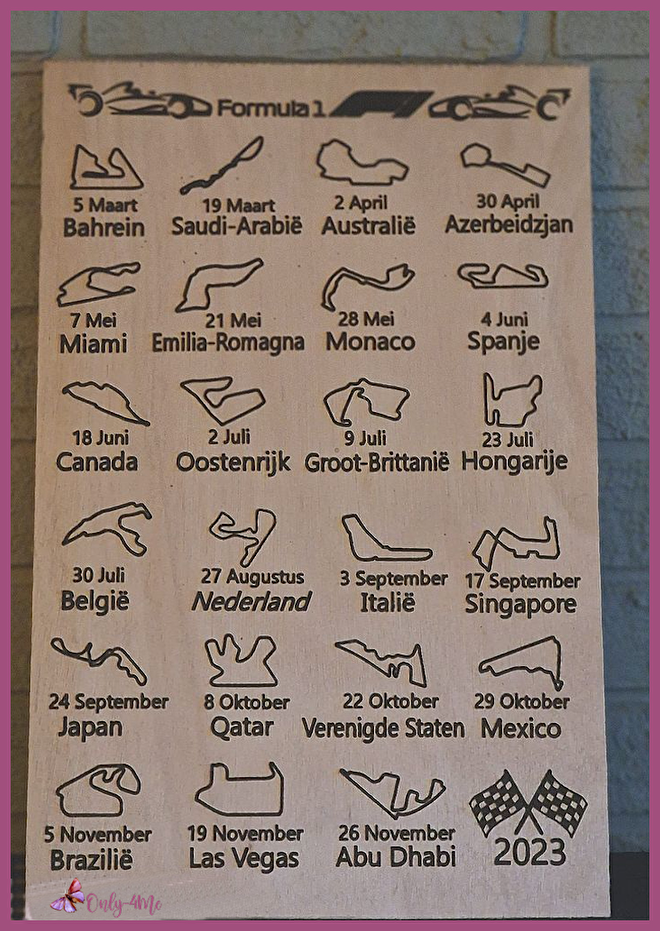 Formula 1
5 Maart
Bahrein
19 Maart
Saudi-Arabië
2 April
Australië
30 April
Azerbeidzjan
7 Mei
Miami
21 Mei
Emilia-Romagna
28 Mei
Monaco
4 Juni
Spanje
18 Juni
Canada
2 Juli
Oostenrijk
9 Juli
Groot-Brittanië
23 Juli
Hongarije
30 Juli
België
27 Augustus
Nederland
3 September
Italië
17 September
Singapore
24 September
Japan
8 Oktober
Qatar
22 Oktober
Verenigde Staten
29 Oktober
Mexico
5 November
Brazilië
19 November
Las Vegas
26 November
Abu Dhabi
2023
Only-4Me